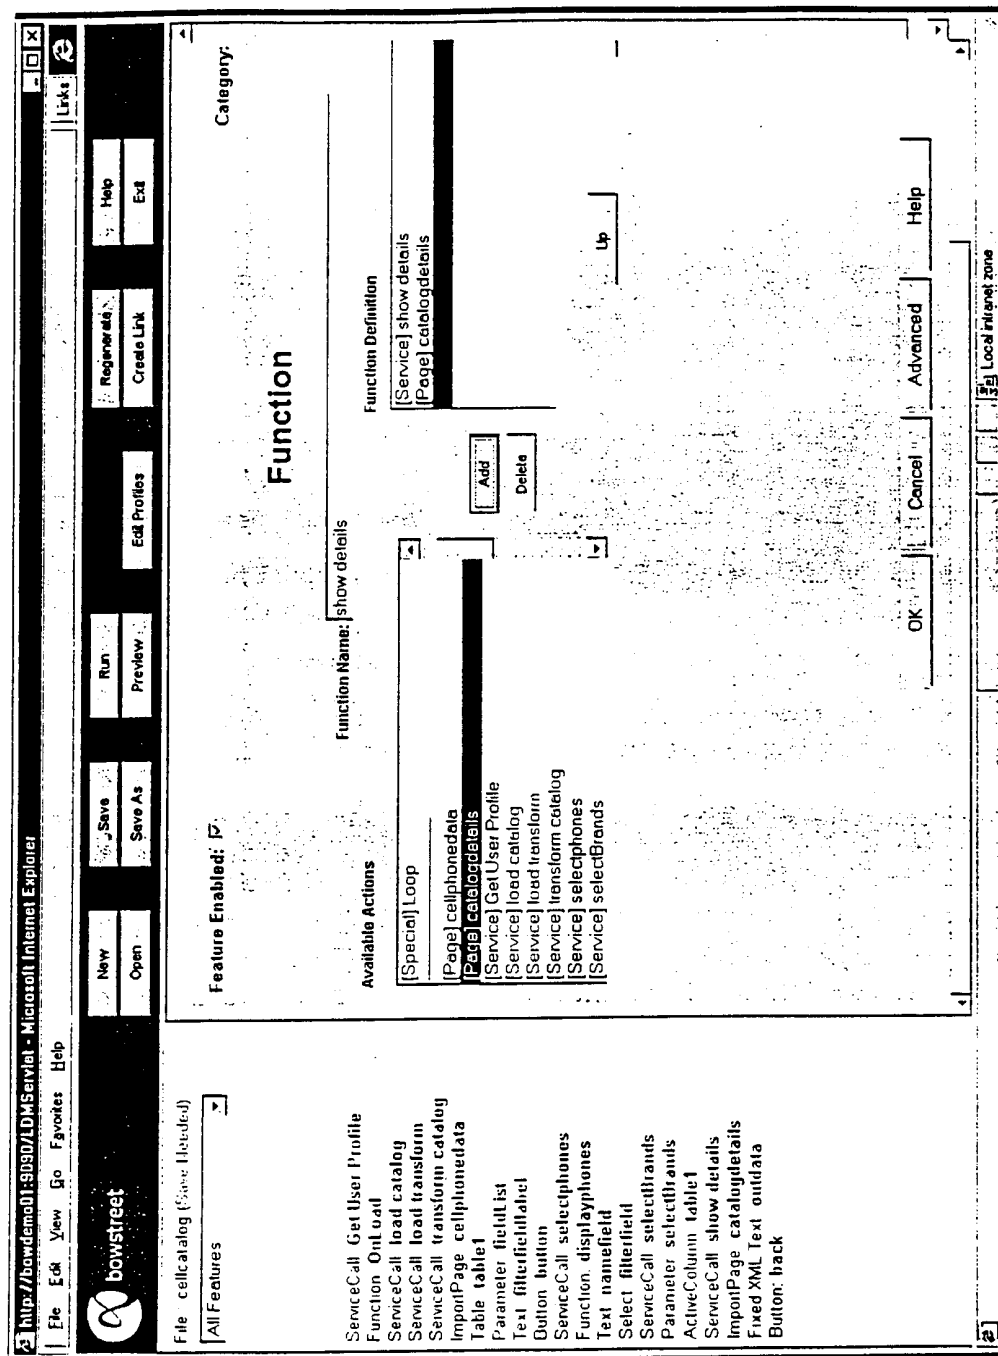 http://bowdemo1:9090/LDMServlet - Microsoft Internet Explorer
File Edit View Go Favorites Help
Links
bowstreet
New Save Run Regenerate Help
Open Save As Preview Edit Profiles Create Link Exit
File cellcatalog (Save Needed)
All Features
ServiceCall Get User Profile
Function OnLoad
ServiceCall load catalog
ServiceCall load transform
ServiceCall transform catalog
ImportPage cellphonedata
Table table1
Parameter fieldList
Text filterfieldlabel
Button button
ServiceCall selectphones
Function. displayphones
Text namefield
Select filterfield
ServiceCall selectBrands
Parameter selectBrands
ActiveColumn table1
ServiceCall show details
ImportPage catalogdetails
Fixed XML Text outdata
Button: back
Feature Enabled:
Category:
Function
Function Name: show details
Available Actions
[Special] Loop
[Page] cellphonedata
[Page] catalogdetails
[Service] Get User Profile
[Service] load catalog
[Service] load transform
[Service] transform catalog
[Service] selectphones
[Service] selectBrands
Add
Delete
Function Definition
[Service] show details
[Page] catalogdetails
Up
OK Cancel Advanced Help
Local intranet zone